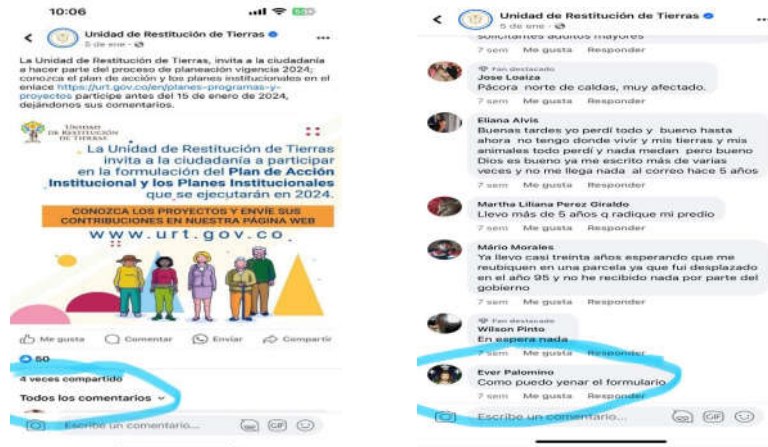 10:06
Unidad de Restitución de Tierras
5 de ene
La Unidad de Restitución de Tierras, invita a la ciudadanía
a hacer parte del proceso de planeación vigencia 2024;
conozca el plan de acción y los planes institucionales en el
enlace https://urt.gov.co/en/planes-programas-y-
proyectos participe antes del 15 de enero de 2024,
dejándonos sus comentarios.
UNIDAD
DE RESTITUCIÓN
DE TIERRAS
La Unidad de Restitución de Tierras
invita a la ciudadanía a participar
en la formulación del Plan de Acción
Institucional y los Planes Institucionales
que se ejecutarán en 2024.
CONOZCA LOS PROYECTOS Y ENVÍE SUS
CONTRIBUCIONES EN NUESTRA PÁGINA WEB
www.urt.gov.co
Me gusta Comentar Enviar Compartir
50
4 veces compartido
Todos los comentarios
Escribe un comentario...
GIF
Unidad de Restitución de Tierras
5 de ene
solicitantes adultos mayores
7 sem Me gusta Responder
Fan destacado
Jose Loaiza
Pácora norte de caldas, muy afectado.
7 sem Me gusta Responder
Eliana Alvis
Buenas tardes yo perdí todo y bueno hasta
ahora no tengo donde vivir y mis tierras y mis
animales todo perdí y nada medan pero bueno
Dios es bueno ya me escrito más de varias
veces y no me llega nada al correo hace 5 años
7 sem Me gusta Responder
Martha Liliana Perez Giraldo
Llevo más de 5 años q radique mi predio
7 sem Me gusta Responder
Mário Morales
Ya llevo casi treinta años esperando que me
reubiquen en una parcela ya que fui desplazado
en el año 95 y no he recibido nada por parte del
gobierno
7 sem Me gusta Responder
Fan destacado
Wilson Pinto
En espera nada
7 sem Me gusta Responder
Ever Palomino
Como puedo yenar el formulario
7 sem Me gusta Responder
Escribe un comentario...
GIF